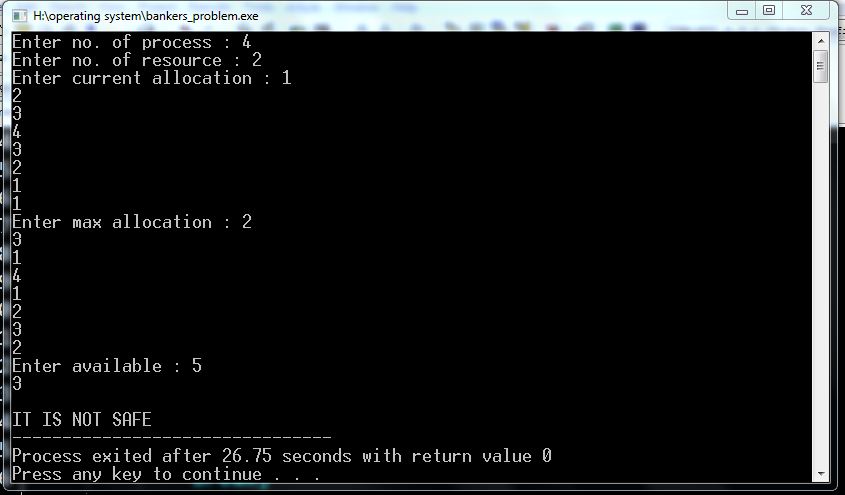 H:\operating system\bankers_problem.exe
Enter no. of process : 4
Enter no. of resource : 2
Enter current allocation : 1
2
3
4
3
2
1
1
Enter max allocation : 2
3
1
4
1
2
3
2
Enter available : 5
3
IT IS NOT SAFE
--------------------------------
Process exited after 26.75 seconds with return value 0
Press any key to continue . . .